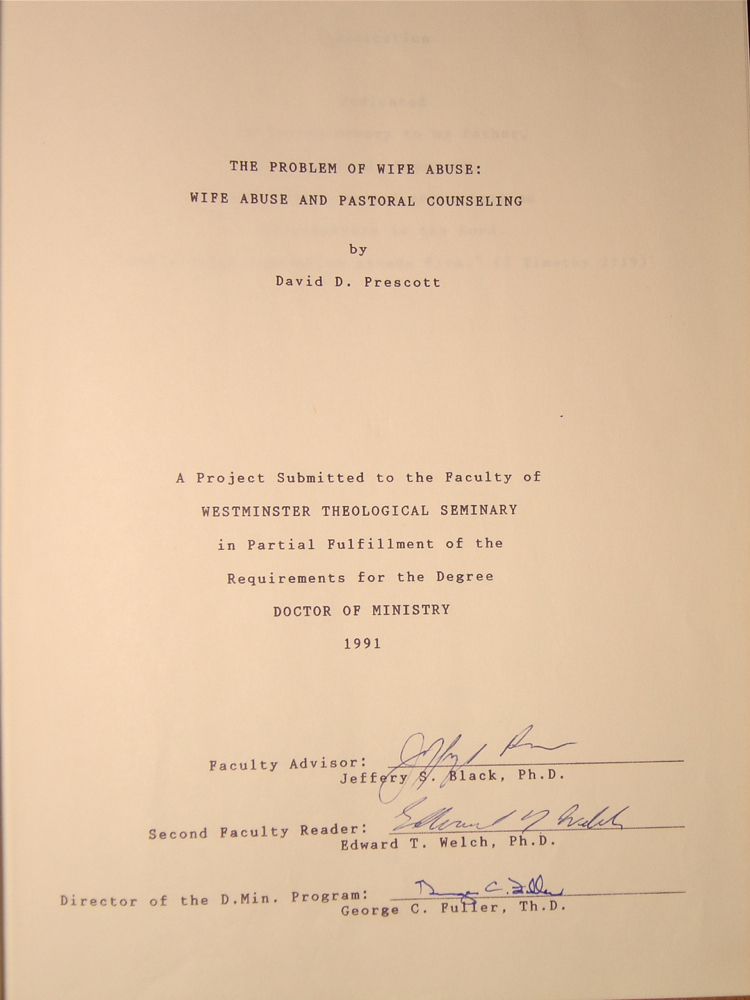 THE PROBLEM OF WIFE ABUSE:
WIFE ABUSE AND PASTORAL COUNSELING
by
David D. Prescott
A Project Submitted to the Faculty of
WESTMINSTER THEOLOGICAL SEMINARY
in Partial Fulfillment of the
Requirements for the Degree
DOCTOR OF MINISTRY
1991
Faculty Advisor:
Jeffery S. Black, Ph.D.
Second Faculty Reader: Edward T Welch
Edward T. Welch, Ph.D.
Director of the D.Min. Program:
George C. Fuller, Th.D.